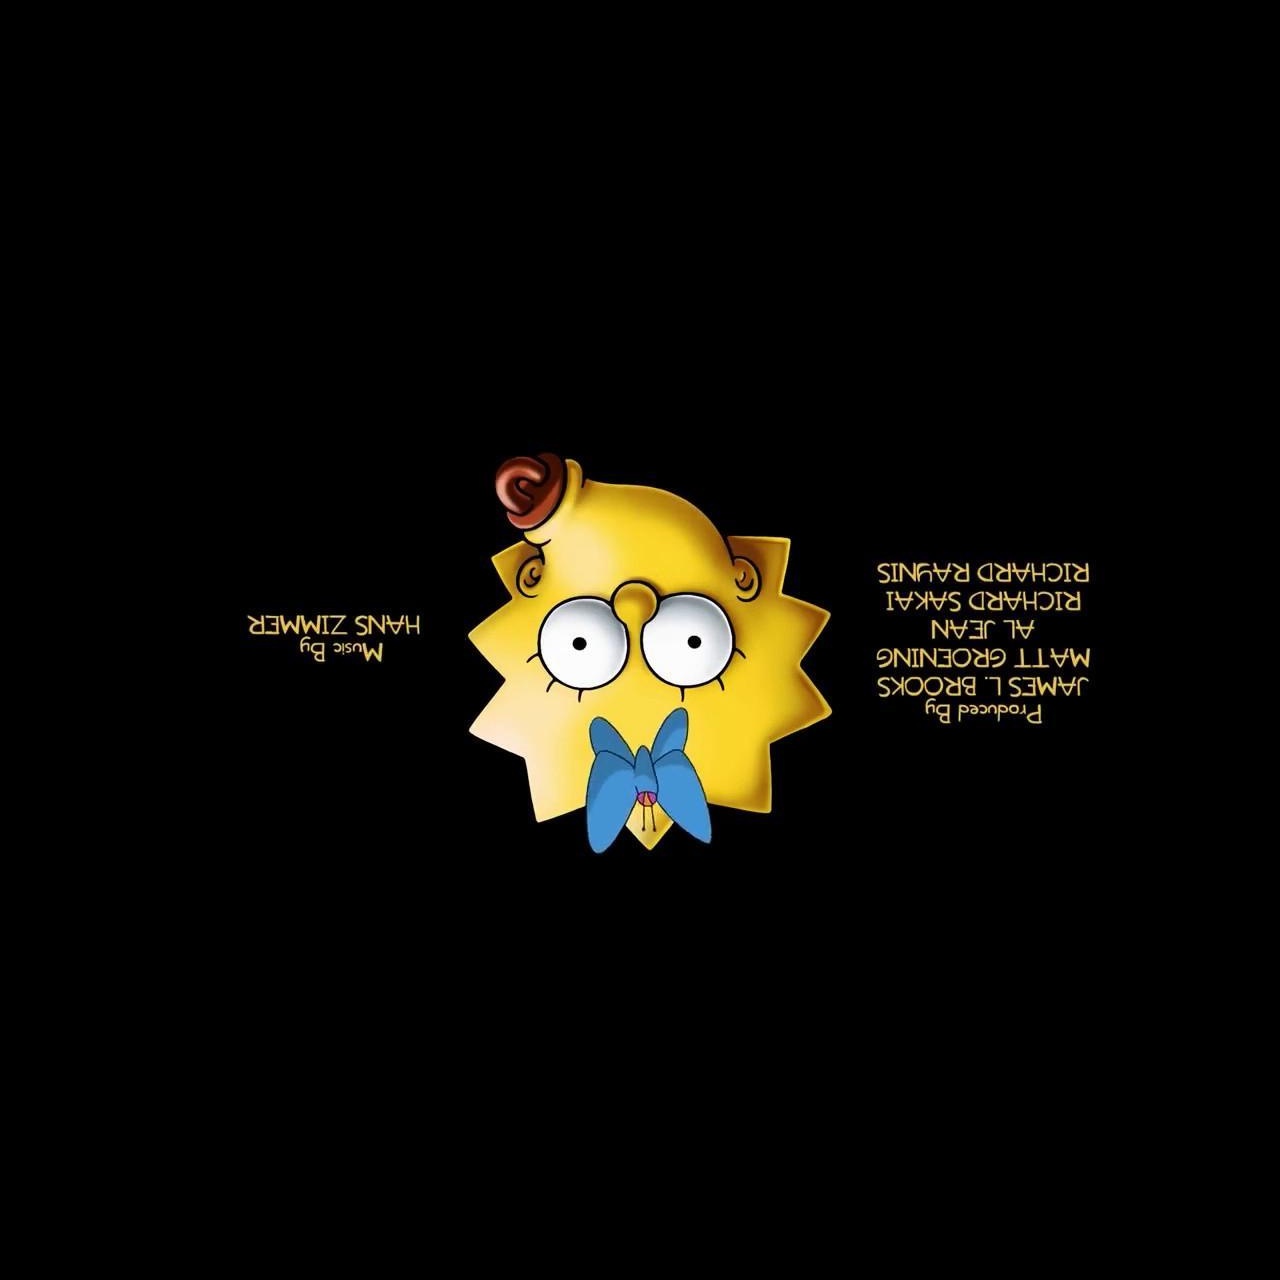 Produced By
JAMES L. BROOKS
MATT GROENING
AL JEAN
RICHARD SAKAI
RICHARD RAYNIS
Music By
HANS ZIMMER